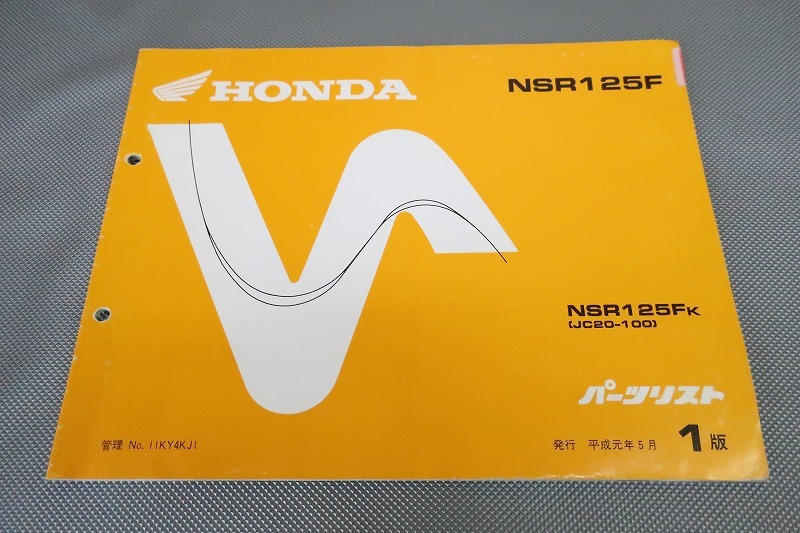 HONDA
NSR125F
NSR125FK
(JC20-100)
パーツリスト
管理 No. 11KY4KJ1
発行 平成元年5月 1版